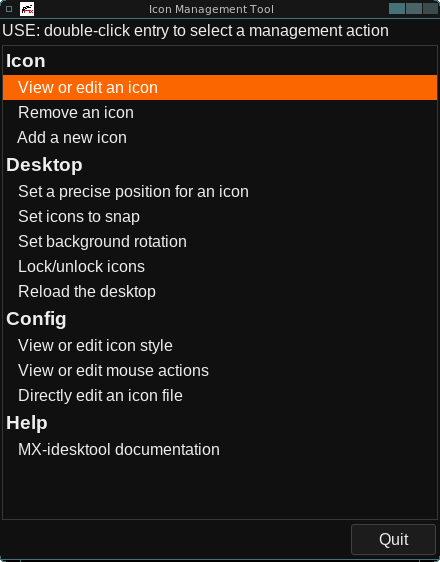 Icon Management Tool
USE: double-click entry to select a management action
Icon
View or edit an icon
Remove an icon
Add a new icon
Desktop
Set a precise position for an icon
Set icons to snap
Set background rotation
Lock/unlock icons
Reload the desktop
Config
View or edit icon style
View or edit mouse actions
Directly edit an icon file
Help
MX-idesktool documentation
Quit